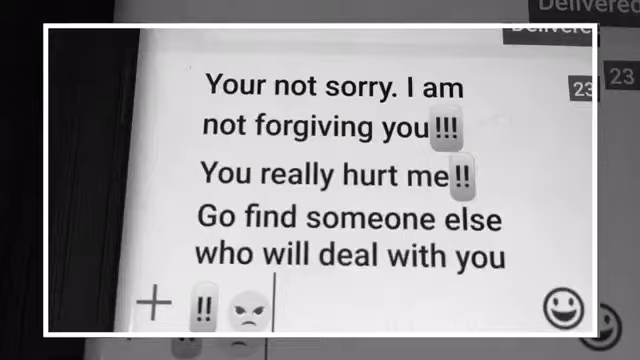 Delivered
Your not sorry. I am
23
23
not forgiving you!!!
You really hurt me!!
Go find someone else
who will deal with you
!!